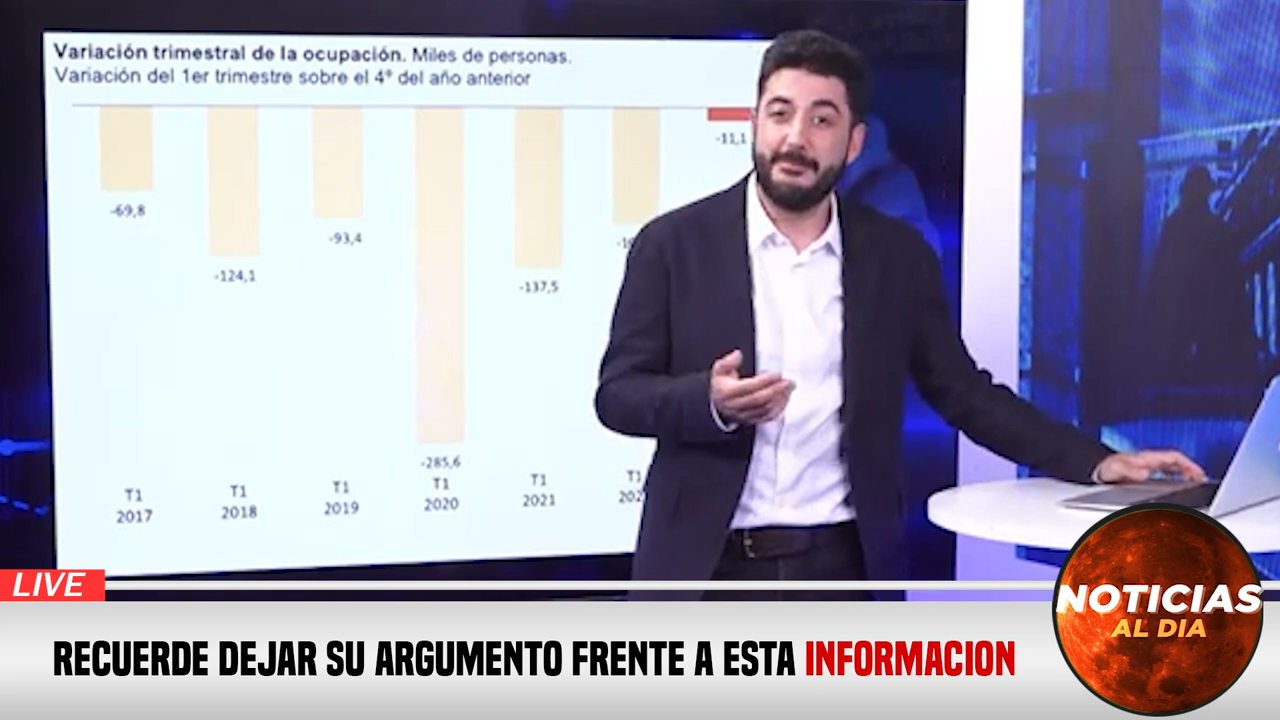 Variación trimestral de la ocupación. Miles de personas.
Variación del 1er trimestre sobre el 4º del año anterior
-11,1
-69,8
-93,4
-124,1
-137,5
-285,6
T1 2017
T1 2018
T1 2019
T1 2020
T1 2021
T1
LIVE
RECUERDE DEJAR SU ARGUMENTO FRENTE A ESTA INFORMACION
NOTICIAS
AL DIA